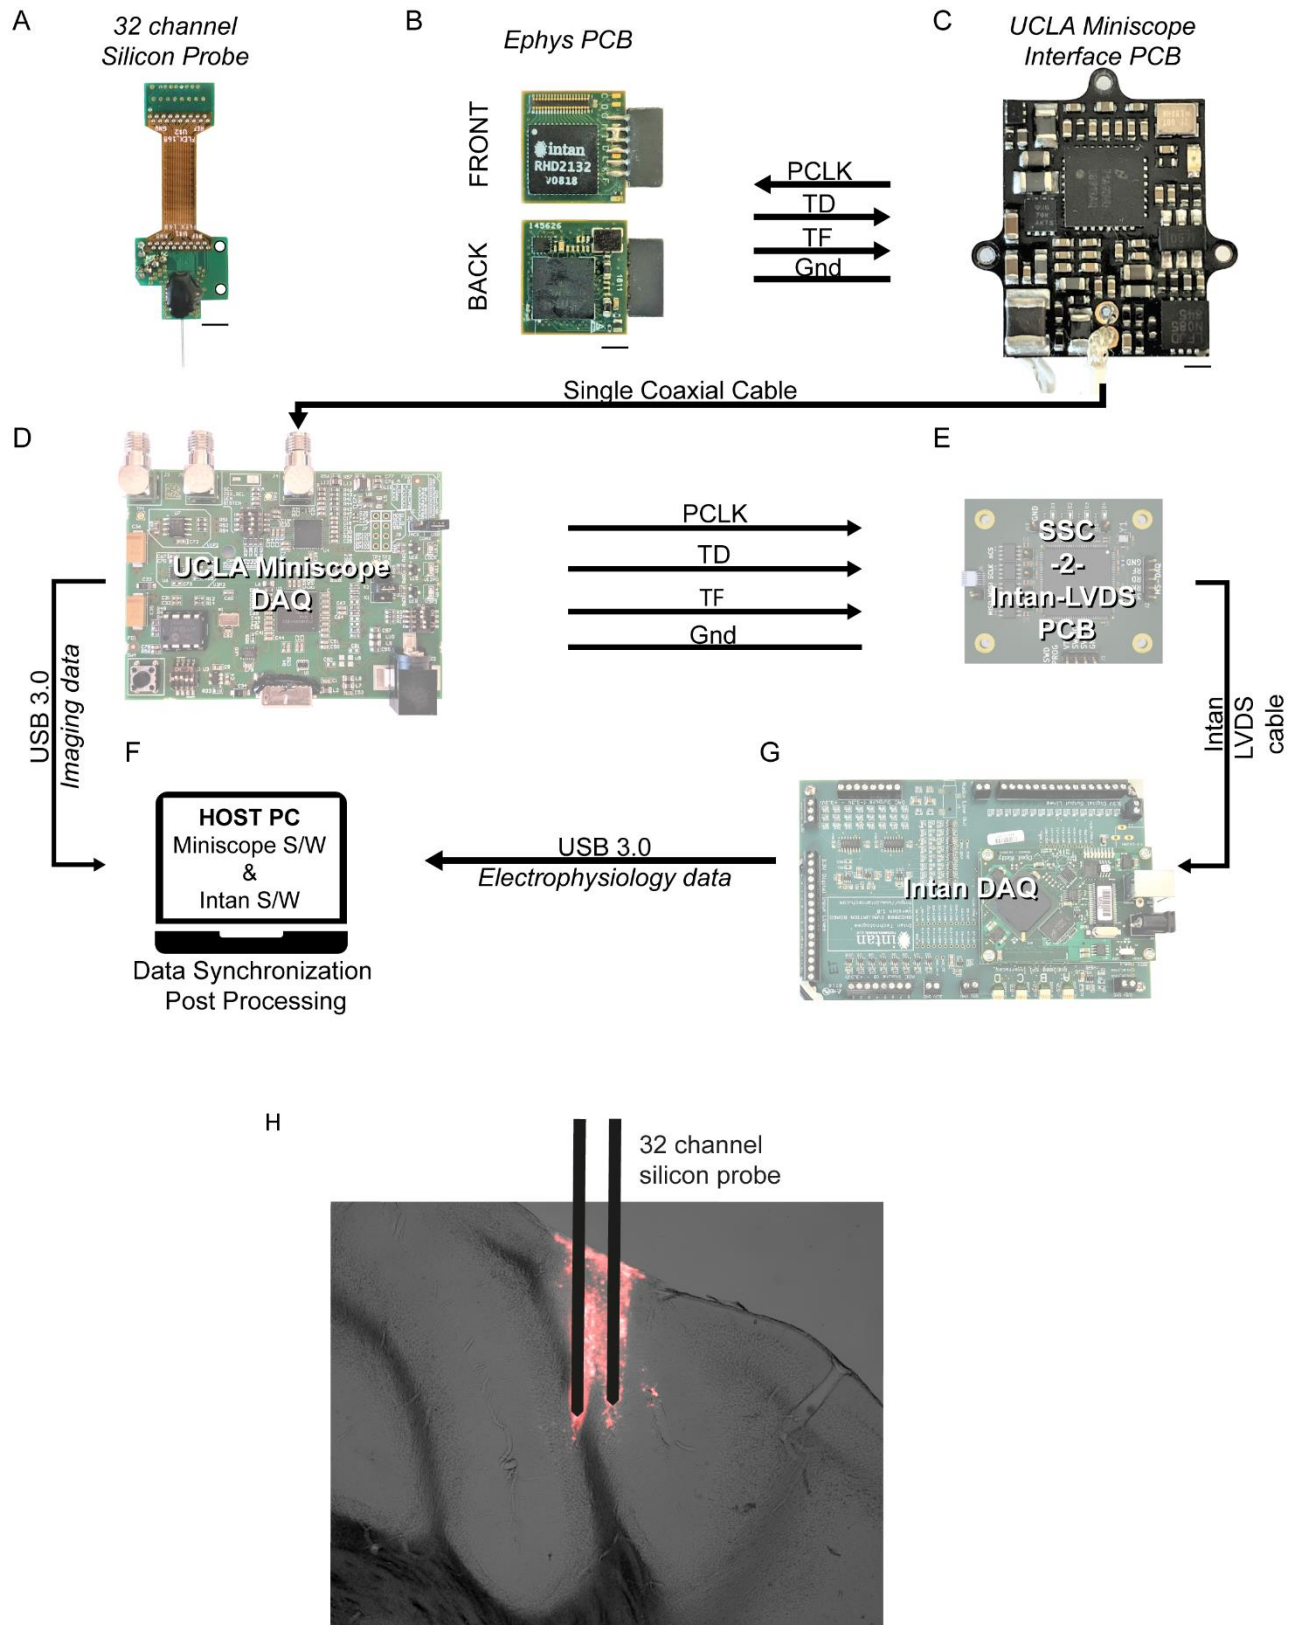 A
32 channel
Silicon Probe
B
Ephys PCB
FRONT
intan
RHD2132
V0818
BACK
145626
1011
PCLK
TD
TF
Gnd
C
UCLA Miniscope
Interface PCB
Single Coaxial Cable
D
UCLA Miniscope
DAQ
PCLK
TD
TF
Gnd
E
SSC
-2-
Intan-LVDS
PCB
USB 3.0
Imaging data
Intan
LVDS
cable
F
HOST PC
Miniscope S/W
&
Intan S/W
Data Synchronization
Post Processing
USB 3.0
Electrophysiology data
G
Intan DAQ
intan
H
32 channel
silicon probe